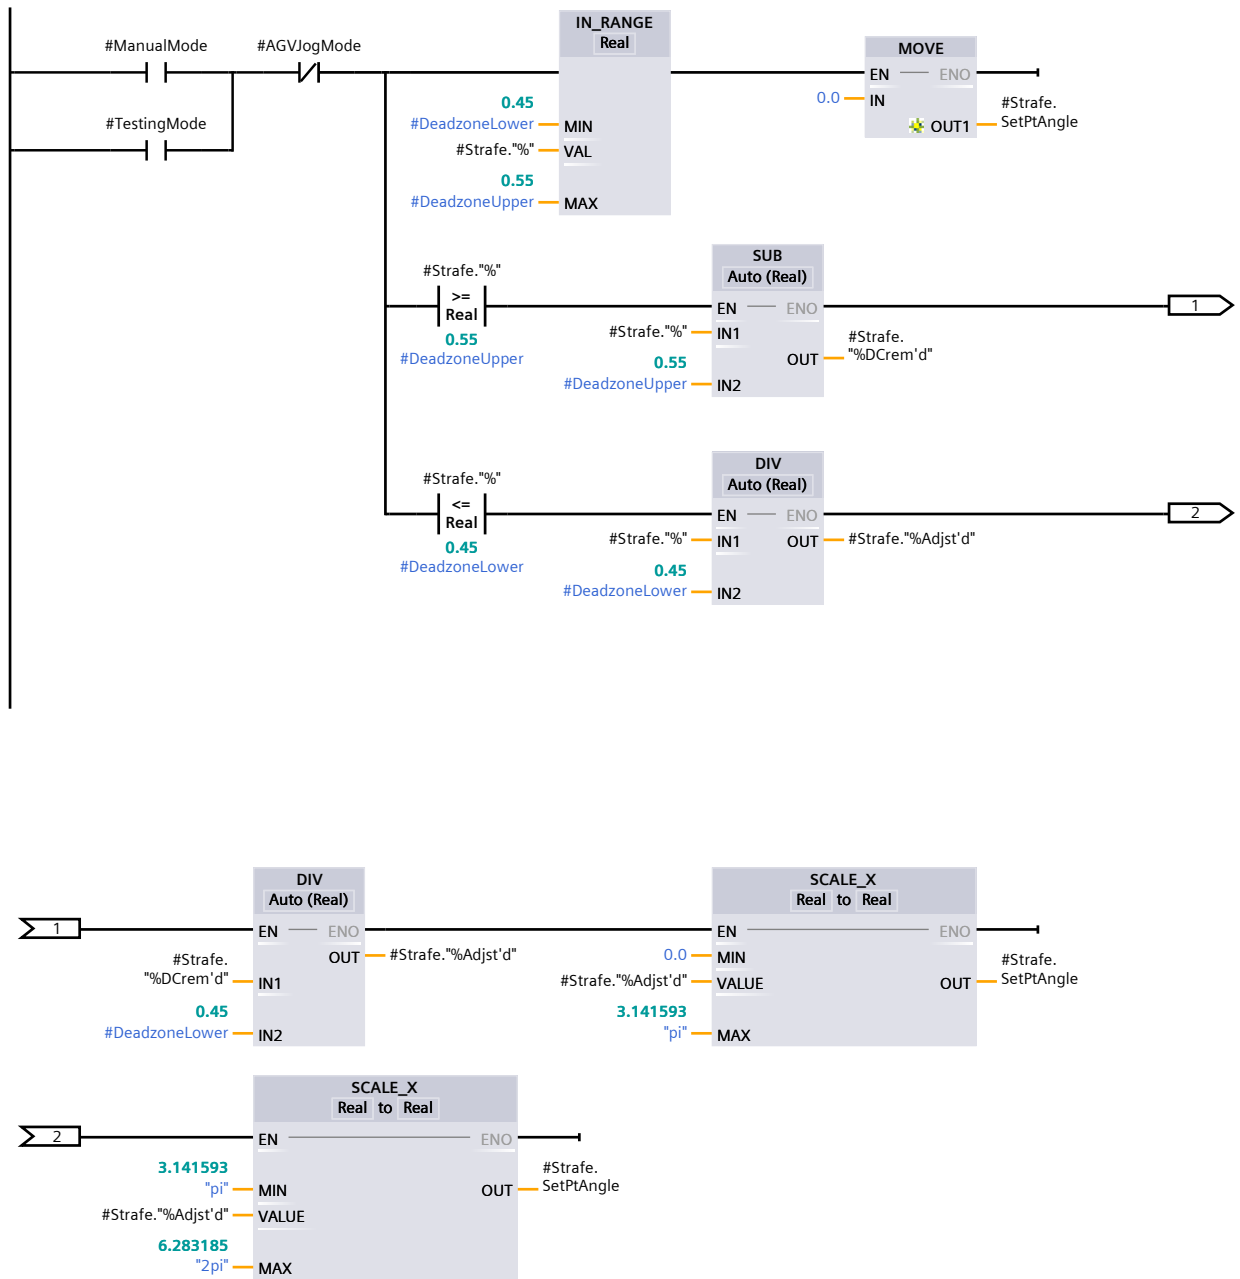 #ManualMode
#AGVJogMode
#TestingMode
IN_RANGE
Real
0.45
#DeadzoneLower
MIN
#Strafe."%"
VAL
0.55
#DeadzoneUpper
MAX
MOVE
EN
ENO
0.0
IN
OUT1
#Strafe.
SetPtAngle
#Strafe."%"
>=
Real
0.55
#DeadzoneUpper
SUB
Auto (Real)
EN
ENO
#Strafe."%"
IN1
0.55
#DeadzoneUpper
IN2
OUT
#Strafe.
"%DCrem'd"
1
#Strafe."%"
<=
Real
0.45
#DeadzoneLower
DIV
Auto (Real)
EN
ENO
#Strafe."%"
IN1
OUT
#Strafe."%Adjst'd"
0.45
#DeadzoneLower
IN2
2
1
DIV
Auto (Real)
EN
ENO
OUT
#Strafe."%Adjst'd"
#Strafe.
"%DCrem'd"
IN1
0.45
#DeadzoneLower
IN2
SCALE_X
Real to Real
EN
ENO
0.0
MIN
#Strafe."%Adjst'd"
VALUE
3.141593
"pi"
MAX
OUT
#Strafe.
SetPtAngle
2
SCALE_X
Real to Real
EN
ENO
3.141593
"pi"
MIN
#Strafe."%Adjst'd"
VALUE
6.283185
"2pi"
MAX
OUT
#Strafe.
SetPtAngle